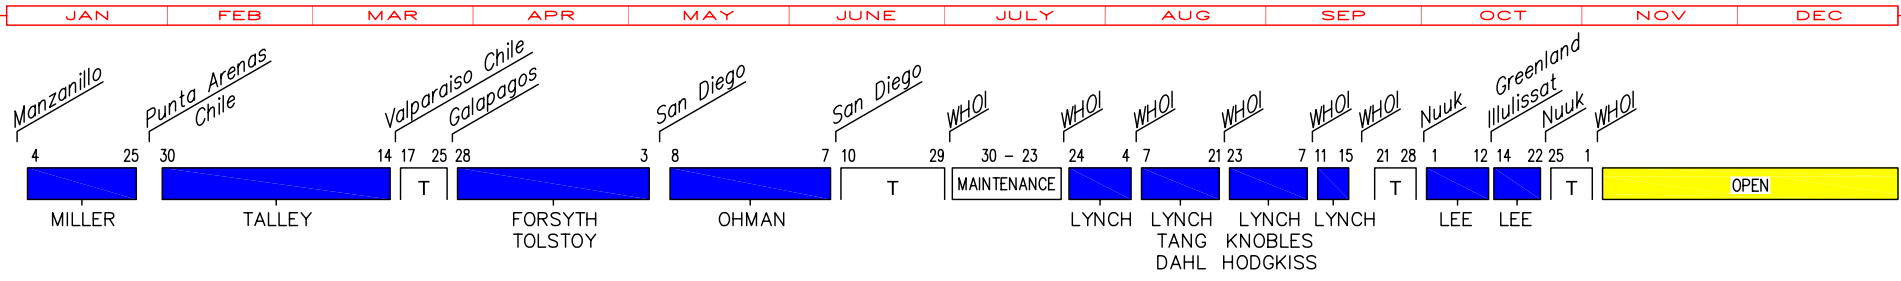 JAN FEB MAR APR MAY JUNE JULY AUG SEP OCT NOV DEC
Manzanillo Punta Arenas Valparaiso Chile Galapagos San Diego San Diego WHOI WHOI WHOI WHOI WHOI WHOI Nuuk Greenland Nuuk WHOI
Chile Illulissat
4 25 30 14 17 25 28 3 8 7 10 29 30 - 23 24 4 7 21 23 7 11 15 21 28 1 12 14 22 25 1
T T MAINTENANCE T T OPEN
MILLER TALLEY FORSYTH OHMAN LYNCH LYNCH LYNCH LYNCH LEE LEE
TOLSTOY TANG KNOBLES
DAHL HODGKISS